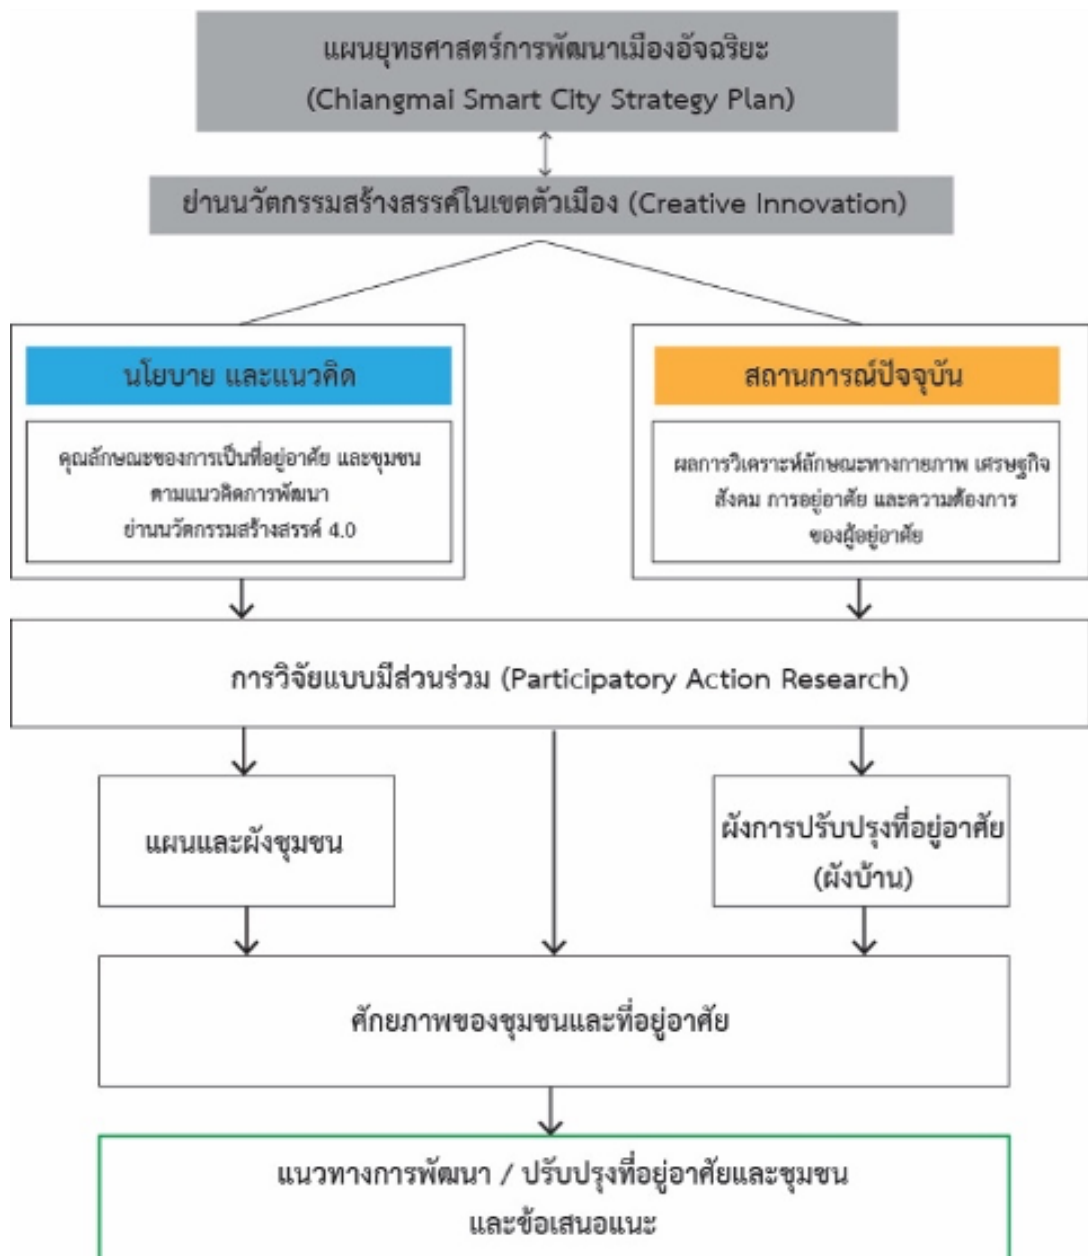 แผนยุทธศาสตร์การพัฒนาเมืองอัจฉริยะ
(Chiangmai Smart City Strategy Plan)
ย่านนวัตกรรมสร้างสรรค์ในเขตตัวเมือง (Creative Innovation)
นโยบาย และแนวคิด
คุณลักษณะของการเป็นที่อยู่อาศัย และชุมชน
ตามแนวคิดการพัฒนา
ย่านนวัตกรรมสร้างสรรค์ 4.0
สถานการณ์ปัจจุบัน
ผลการวิเคราะห์ลักษณะทางกายภาพ เศรษฐกิจ
สังคม การอยู่อาศัย และความต้องการ
ของผู้อยู่อาศัย
การวิจัยแบบมีส่วนร่วม (Participatory Action Research)
แผนและผังชุมชน
ผังการปรับปรุงที่อยู่อาศัย
(ผังบ้าน)
ศักยภาพของชุมชนและที่อยู่อาศัย
แนวทางการพัฒนา / ปรับปรุงที่อยู่อาศัยและชุมชน
และข้อเสนอแนะ